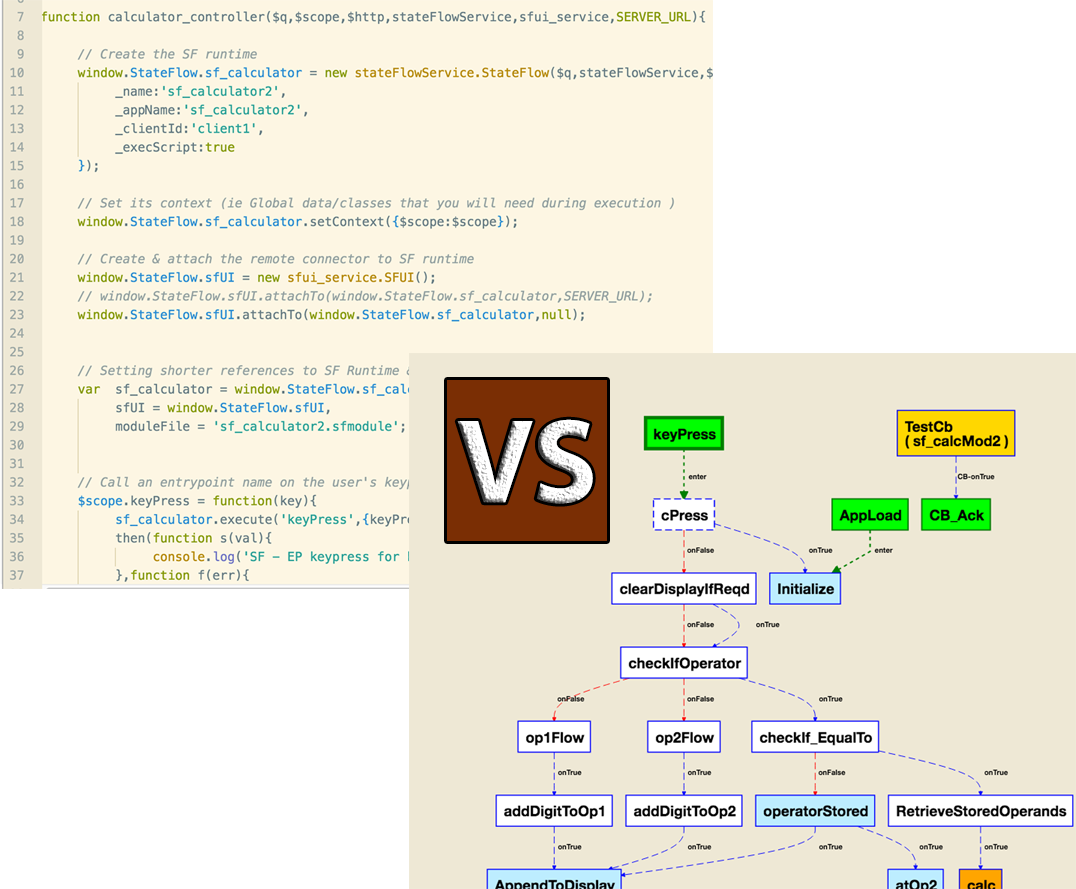 7 function calculator_controller($q,$scope,$http,stateFlowService,sfui_service,SERVER_URL){
8
9 // Create the SF runtime
10 window.StateFlow.sf_calculator = new stateFlowService.StateFlow($q,stateFlowService,$
11 _name:'sf_calculator2',
12 _appName:'sf_calculator2',
13 _clientId:'client1',
14 _execScript:true
15 });
16
17 // Set its context (ie Global data/classes that you will need during execution )
18 window.StateFlow.sf_calculator.setContext({$scope:$scope});
19
20 // Create & attach the remote connector to SF runtime
21 window.StateFlow.sfUI = new sfui_service.SFUI();
22 // window.StateFlow.sfUI.attachTo(window.StateFlow.sf_calculator,SERVER_URL);
23 window.StateFlow.sfUI.attachTo(window.StateFlow.sf_calculator,null);
24
25
26 // Setting shorter references to SF Runtime
27 var sf_calculator = window.StateFlow.sf_calc
28 sfUI = window.StateFlow.sfUI,
29 moduleFile = 'sf_calculator2.sfmodule';
30
31
32 // Call an entrypoint name on the user's keyp
33 $scope.keyPress = function(key){
34 sf_calculator.execute('keyPress',{keyPre
35 then(function s(val){
36 console.log('SF - EP keypress for
37 },function f(err){
VS
keyPress
TestCb
( sf_calcMod2 )
enter
CB-onTrue
cPress
AppLoad
CB_Ack
onFalse
onTrue
enter
clearDisplayIfReqd
Initialize
onFalse
onTrue
checkIfOperator
onFalse
onFalse
onTrue
op1Flow
op2Flow
checkIf_EqualTo
onTrue
onTrue
onFalse
onTrue
addDigitToOp1
addDigitToOp2
operatorStored
RetrieveStoredOperands
onTrue
onTrue
onTrue
onTrue
onTrue
AppendToDisplay
atOp2
calc